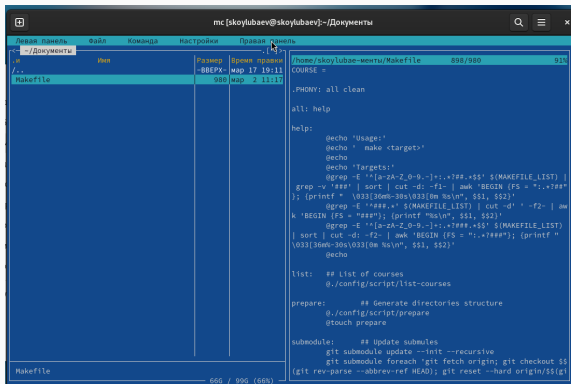 mc [skoylubaev@skoylubaev]:~/Документы
Левая панель Файл Команда Настройки Правая панель
~/Документы
.и Имя Размер Время правки
/.. -ВВЕРХ- мар 17 19:11
Makefile 980 мар 2 11:17
Makefile
66G / 99G (66%)
/home/skoylubae~менты/Makefile 898/980 91%
COURSE =
.PHONY: all clean
all: help
help:
@echo 'Usage:'
@echo '  make <target>'
@echo
@echo 'Targets:'
@grep -E '^[a-zA-Z_0-9.-]+:.*?##.*$$' $(MAKEFILE_LIST) |
grep -v '###' | sort | cut -d: -f1- | awk 'BEGIN {FS = ":.*?##"
}; {printf "  \033[36m%-30s\033[0m %s\n", $$1, $$2}'
@grep -E '^###.*' $(MAKEFILE_LIST) | cut -d' ' -f2- | aw
k 'BEGIN {FS = "###"}; {printf "%s\n", $$1, $$2}'
@grep -E '^[a-zA-Z_0-9.-]+:.*?###.*$$' $(MAKEFILE_LIST)
| sort | cut -d: -f2- | awk 'BEGIN {FS = ":.*?###"}; {printf "
\033[36m%-30s\033[0m %s\n", $$1, $$2}'
@echo
list:   ## List of courses
@./config/script/list-courses
prepare:        ## Generate directories structure
@./config/script/prepare
@touch prepare
submodule:      ## Update submules
git submodule update --init --recursive
git submodule foreach 'git fetch origin; git checkout $$
(git rev-parse --abbrev-ref HEAD); git reset --hard origin/$$(gi